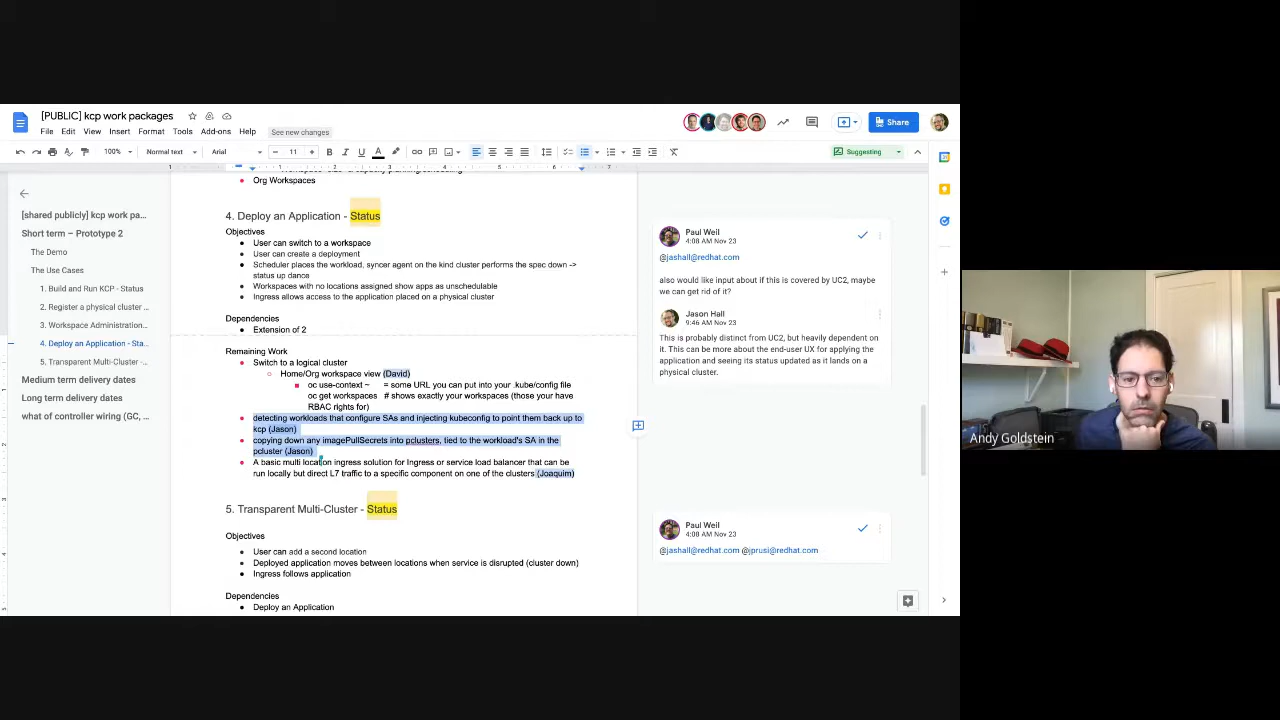 [PUBLIC] kcp work packages
File Edit View Insert Format Tools Add-ons Help See new changes
Share
100% Normal text Arial 11 Suggesting
Org Workspaces
[shared publicly] kcp work pa...
Short term – Prototype 2
The Demo
The Use Cases
1. Build and Run KCP - Status
2. Register a physical cluster ...
3. Workspace Administration...
4. Deploy an Application - Sta...
5. Transparent Multi-Cluster -...
Medium term delivery dates
Long term delivery dates
what of controller wiring (GC, ...
4. Deploy an Application - Status
Objectives
User can switch to a workspace
User can create a deployment
Scheduler places the workload, syncer agent on the kind cluster performs the spec down ->
status up dance
Workspaces with no locations assigned show apps as unschedulable
Ingress allows access to the application placed on a physical cluster
Dependencies
Extension of 2
Remaining Work
Switch to a logical cluster
Home/Org workspace view (David)
oc use-context ~ = some URL you can put into your .kube/config file
oc get workspaces # shows exactly your workspaces (those your have
RBAC rights for)
detecting workloads that configure SAs and injecting kubeconfig to point them back up to
kcp (Jason)
copying down any imagePullSecrets into pclusters, tied to the workload's SA in the
pcluster (Jason)
A basic multi location ingress solution for Ingress or service load balancer that can be
run locally but direct L7 traffic to a specific component on one of the clusters (Joaquim)
5. Transparent Multi-Cluster - Status
Objectives
User can add a second location
Deployed application moves between locations when service is disrupted (cluster down)
Ingress follows application
Dependencies
Deploy an Application
Paul Weil
4:08 AM Nov 23
@jashall@redhat.com
also would like input about if this is covered by UC2, maybe
we can get rid of it?
Jason Hall
9:46 AM Nov 23
This is probably distinct from UC2, but heavily dependent on
it. This can be more about the end-user UX for applying the
application and seeing its status updated as it lands on a
physical cluster.
Paul Weil
4:08 AM Nov 23
@jashall@redhat.com @jprusi@redhat.com
Andy Goldstein